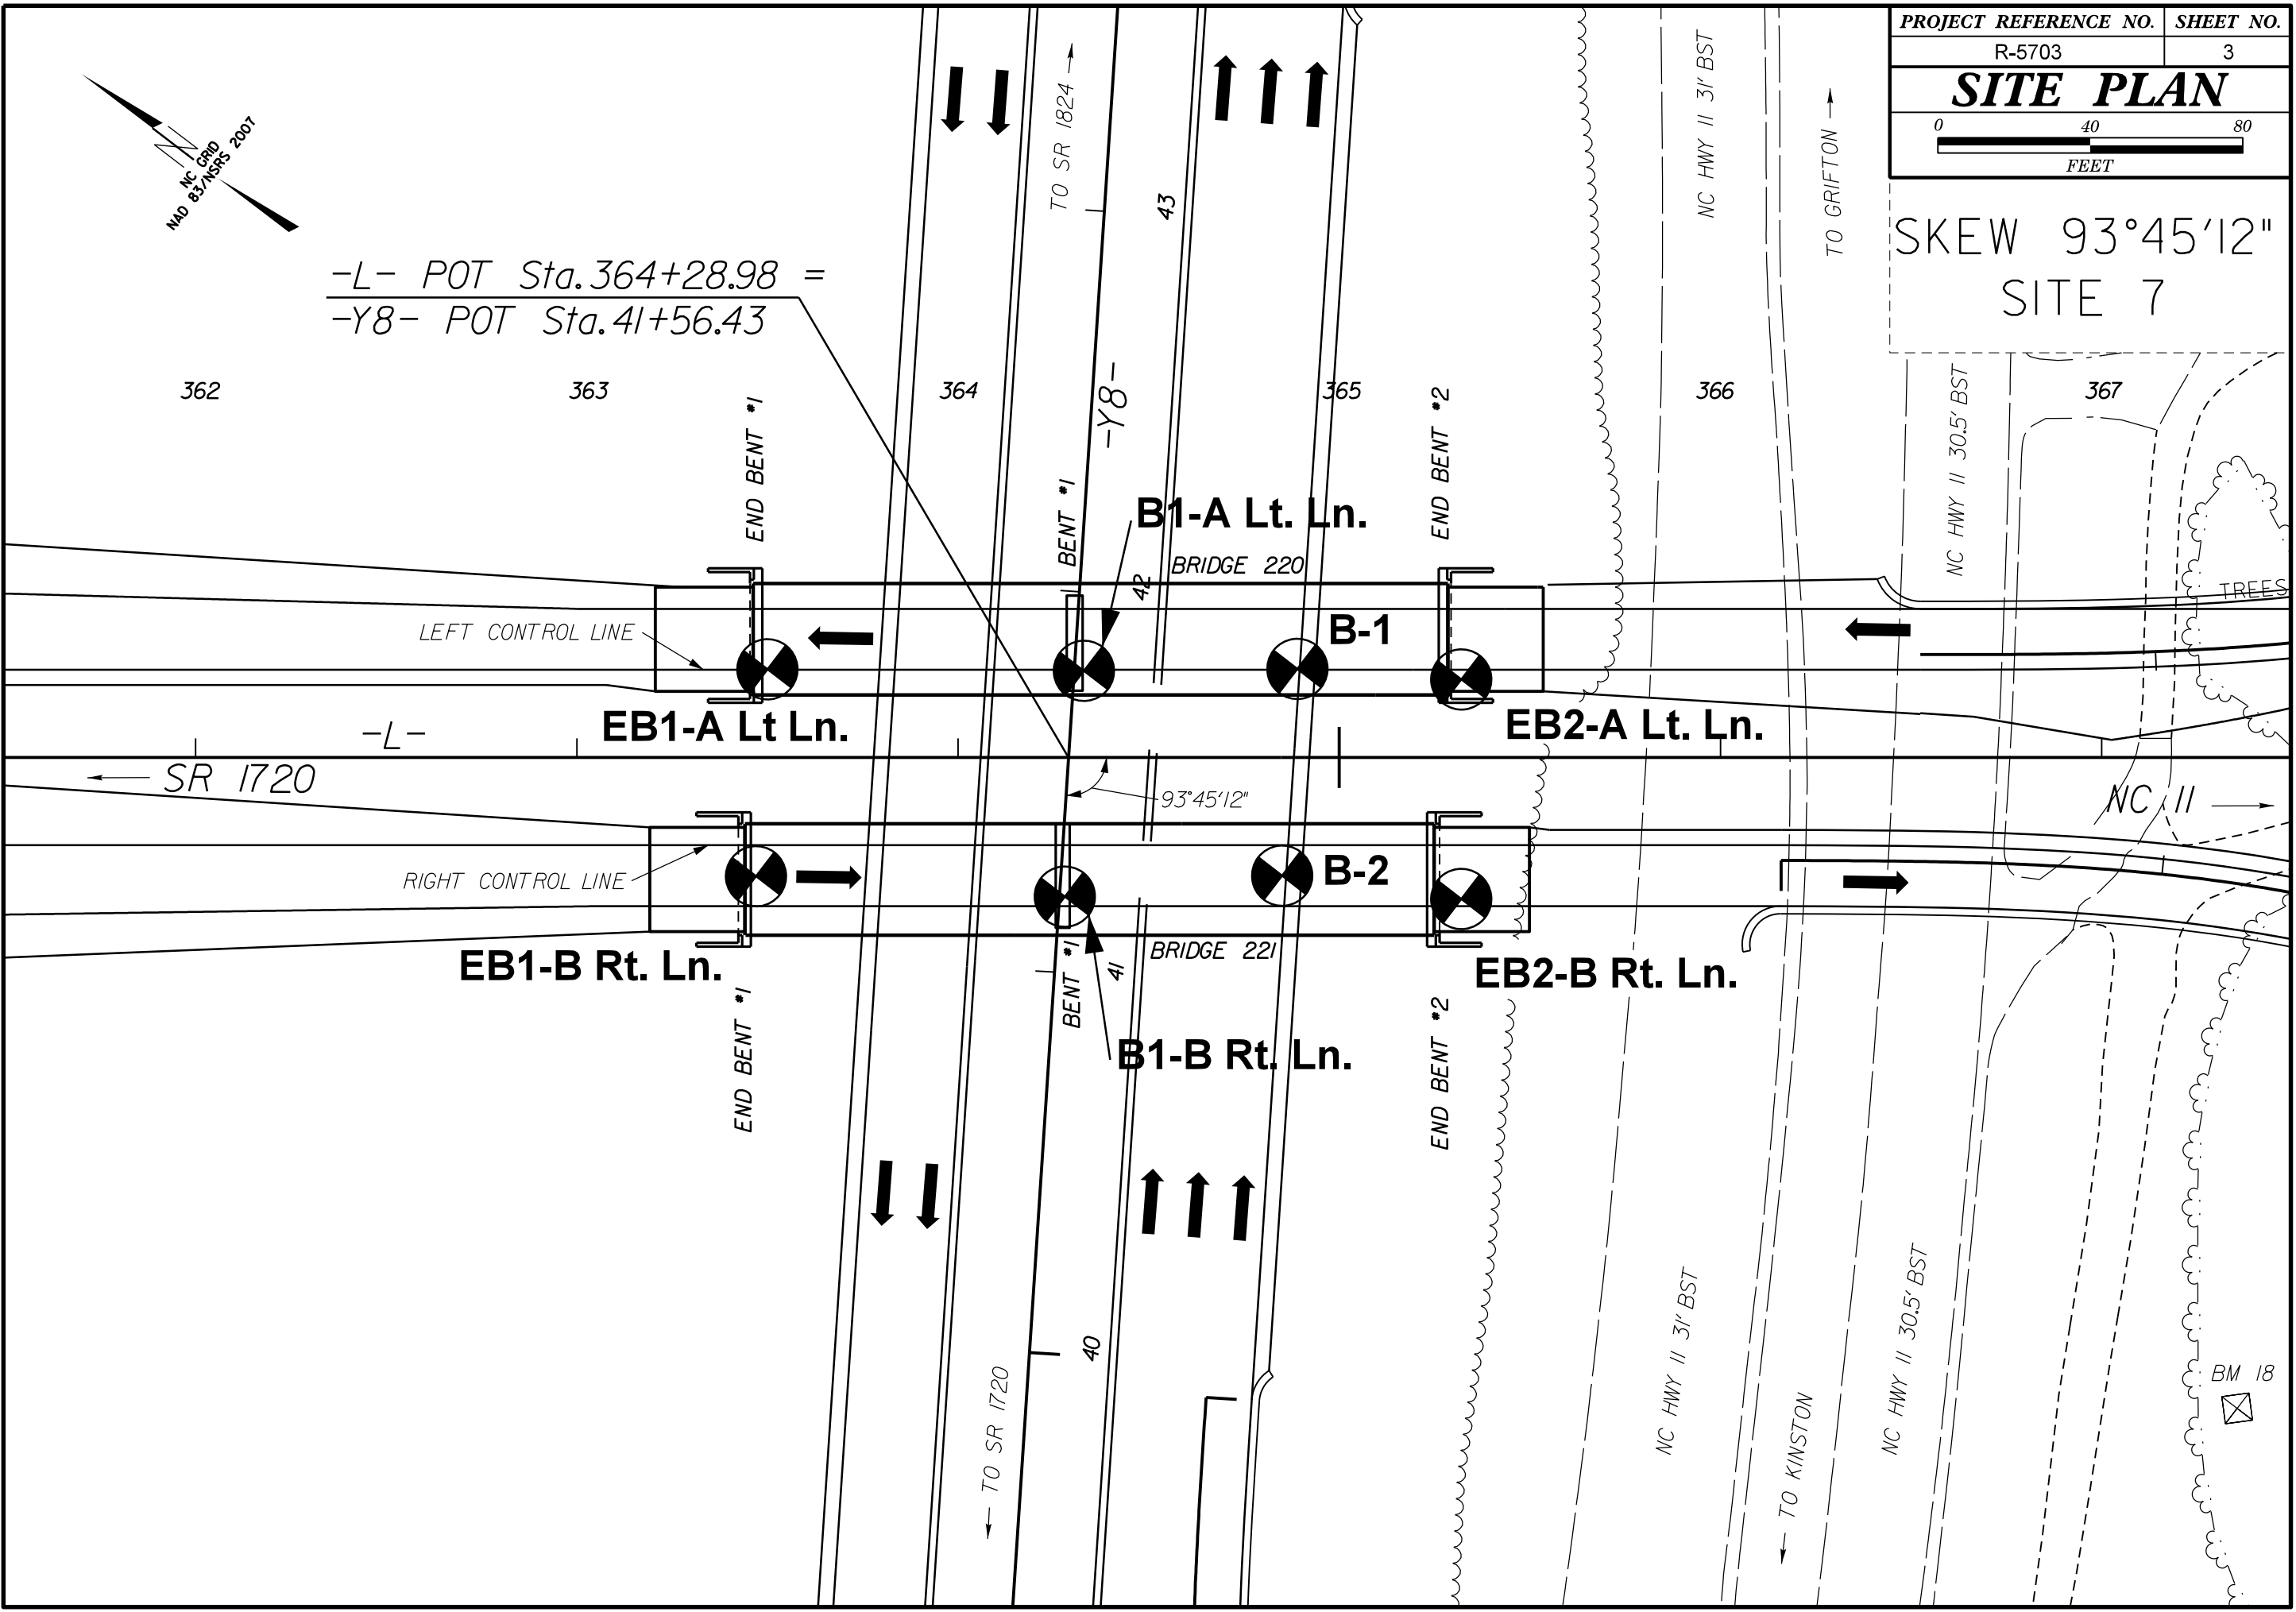 PROJECT REFERENCE NO. SHEET NO.
R-5703 3
SITE PLAN
0 40 80
FEET
SKEW 93°45'12"
SITE 7
NC GRID
NAD 83/NSRS 2007
TO SR 1824
43
NC HWY 11 31' BST
TO GRIFTON
-L- POT Sta. 364+28.98 =
-Y8- POT Sta. 41+56.43
362 363 364 365 366 367
-Y8-
END BENT #1
BENT #1
END BENT #2
NC HWY 11 30.5' BST
B1-A Lt. Ln.
BRIDGE 220
42
TREES
LEFT CONTROL LINE
B-1
EB1-A Lt Ln.
EB2-A Lt. Ln.
-L-
SR 1720
93°45'12"
NC 11
RIGHT CONTROL LINE
B-2
BRIDGE 221
EB1-B Rt. Ln.
EB2-B Rt. Ln.
41
BENT #1
END BENT #1
END BENT #2
B1-B Rt. Ln.
40
TO SR 1720
NC HWY 11 31' BST
TO KINSTON
NC HWY 11 30.5' BST
BM 18